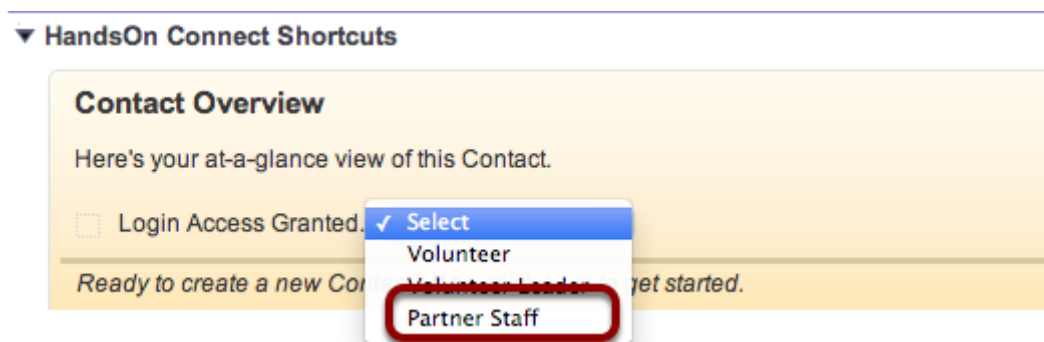 HandsOn Connect Shortcuts
Contact Overview
Here's your at-a-glance view of this Contact.
Login Access Granted.
✓ Select
Volunteer
Ready to create a new
Volunteer Leader
get started.
Partner Staff